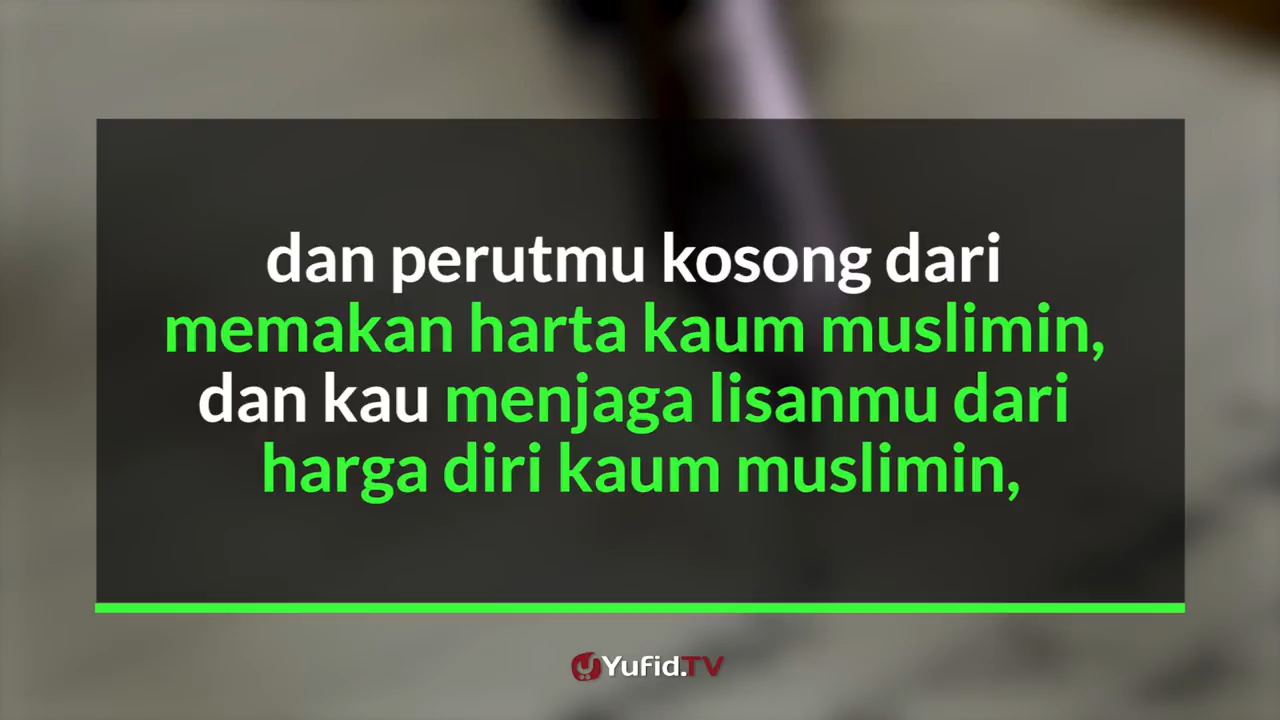 dan perutmu kosong dari
memakan harta kaum muslimin,
dan kau menjaga lisanmu dari
harga diri kaum muslimin,
Yufid.TV